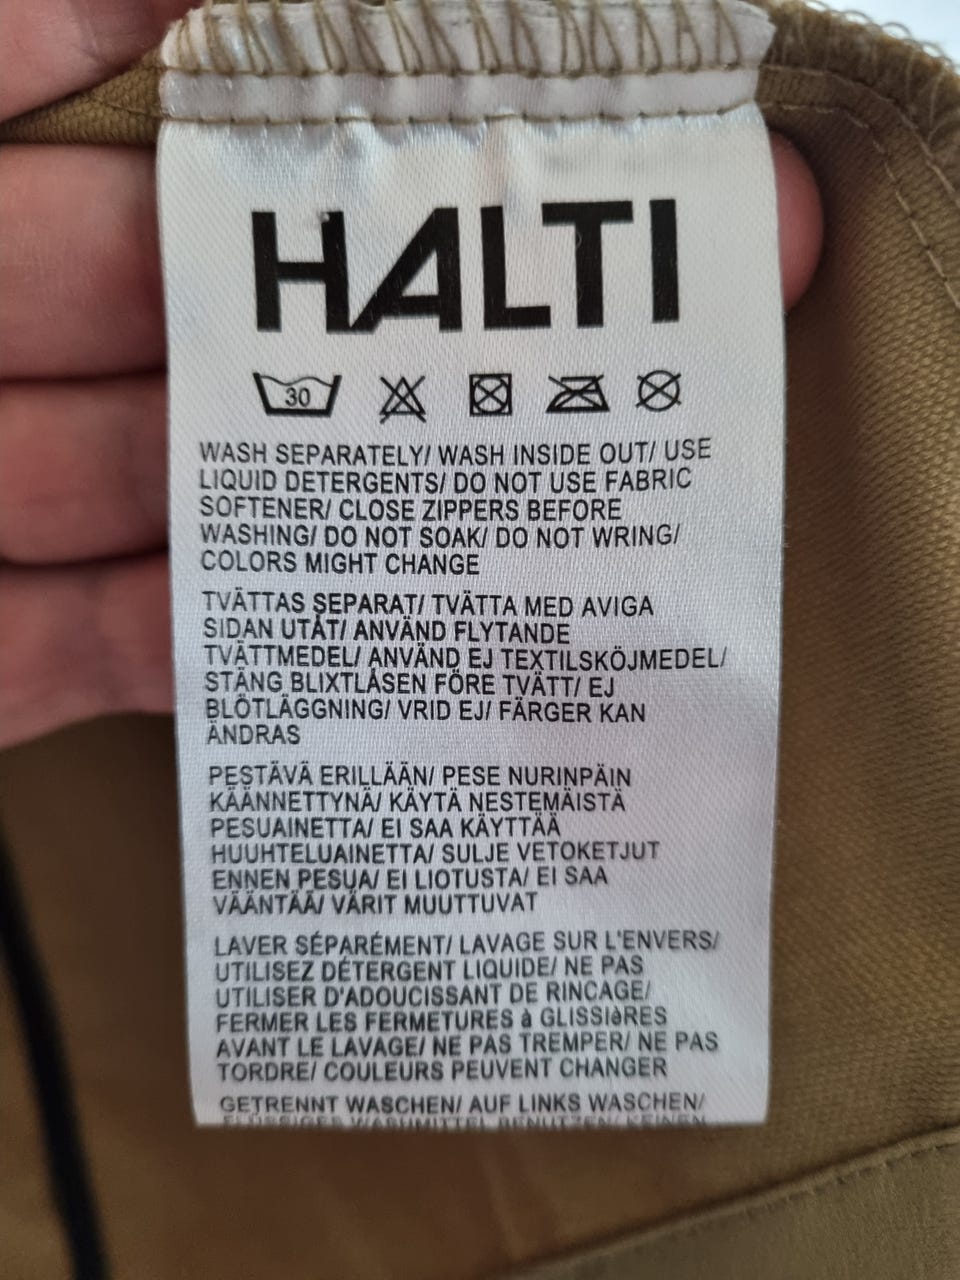 HALTI
30
WASH SEPARATELY/ WASH INSIDE OUT/ USE
LIQUID DETERGENTS/ DO NOT USE FABRIC
SOFTENER/ CLOSE ZIPPERS BEFORE
WASHING/ DO NOT SOAK/ DO NOT WRING/
COLORS MIGHT CHANGE
TVÄTTAS SEPARAT/ TVÄTTA MED AVIGA
SIDAN UTÅT/ ANVÄND FLYTANDE
TVÄTTMEDEL/ ANVÄND EJ TEXTILSKÖJMEDEL/
STÄNG BLIXTLÅSEN FÖRE TVÄTT/ EJ
BLÖTLÄGGNING/ VRID EJ/ FÄRGER KAN
ÄNDRAS
PESTÄVÄ ERILLÄÄN/ PESE NURINPÄIN
KÄÄNNETTYNÄ/ KÄYTÄ NESTEMÄISTÄ
PESUAINETTA/ EI SAA KÄYTTÄÄ
HUUHTELUAINETTA/ SULJE VETOKETJUT
ENNEN PESUA/ EI LIOTUSTA/ EI SAA
VÄÄNTÄÄ/ VÄRIT MUUTTUVAT
LAVER SÉPARÉMENT/ LAVAGE SUR L'ENVERS/
UTILISEZ DÉTERGENT LIQUIDE/ NE PAS
UTILISER D'ADOUCISSANT DE RINCAGE/
FERMER LES FERMETURES à GLISSIèRES
AVANT LE LAVAGE/ NE PAS TREMPER/ NE PAS
TORDRE/ COULEURS PEUVENT CHANGER
GETRENNT WASCHEN/ AUF LINKS WASCHEN/
FLÜSSIGES WASHMITTEL BENUTZEN/ KEINEN